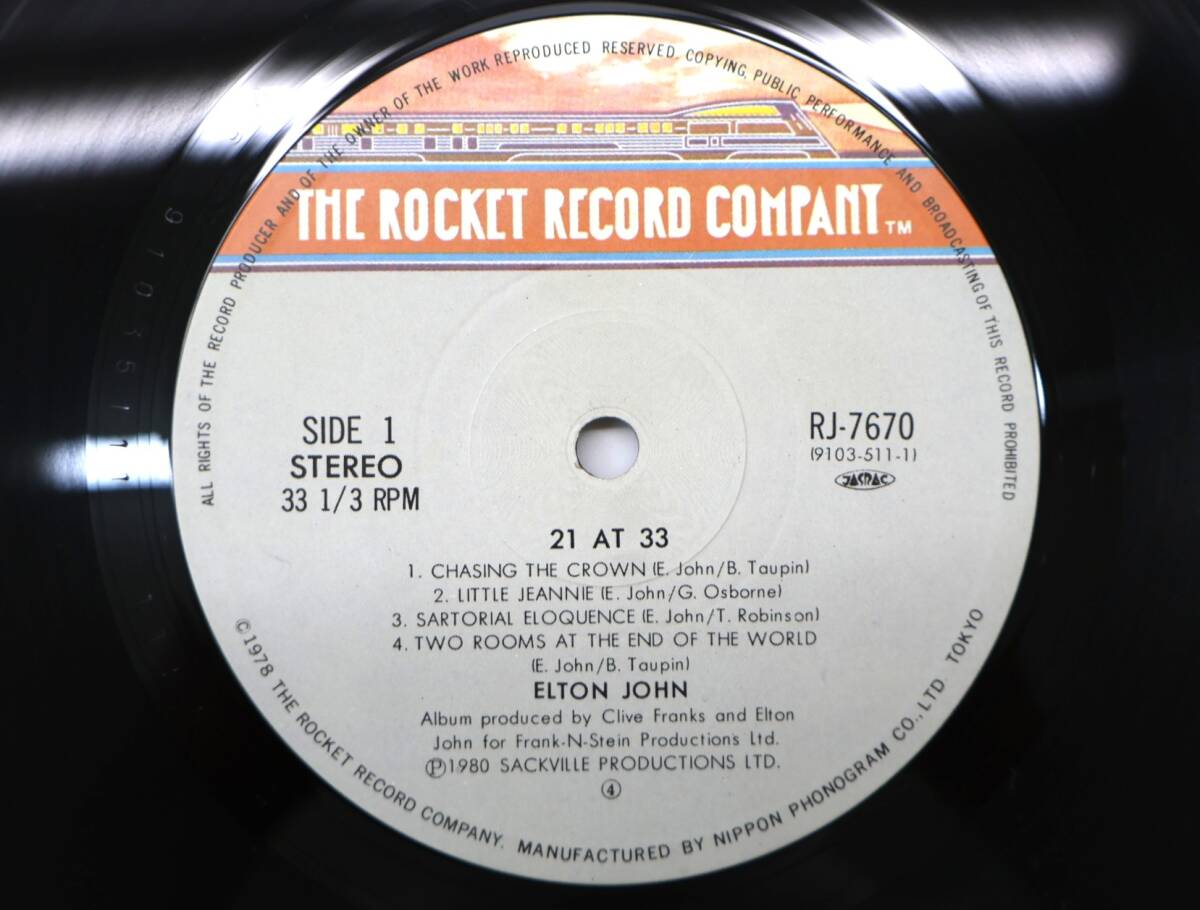 ALL RIGHTS OF THE RECORD PRODUCER AND OF THE OWNER OF THE WORK REPRODUCED RESERVED. COPYING, PUBLIC PERFORMANCE AND BROADCASTING OF THIS RECORD PROHIBITED
THE ROCKET RECORD COMPANY TM
SIDE 1
STEREO
33 1/3 RPM
RJ-7670
(9103-511-1)
JASRAC
21 AT 33
1. CHASING THE CROWN (E. John/B. Taupin)
2. LITTLE JEANNIE (E. John/G. Osborne)
3. SARTORIAL ELOQUENCE (E. John/T. Robinson)
4. TWO ROOMS AT THE END OF THE WORLD
(E. John/B. Taupin)
ELTON JOHN
Album produced by Clive Franks and Elton
John for Frank-N-Stein Productions Ltd.
Ⓟ1980 SACKVILLE PRODUCTIONS LTD.
④
©1978 THE ROCKET RECORD COMPANY. MANUFACTURED BY NIPPON PHONOGRAM CO., LTD. TOKYO